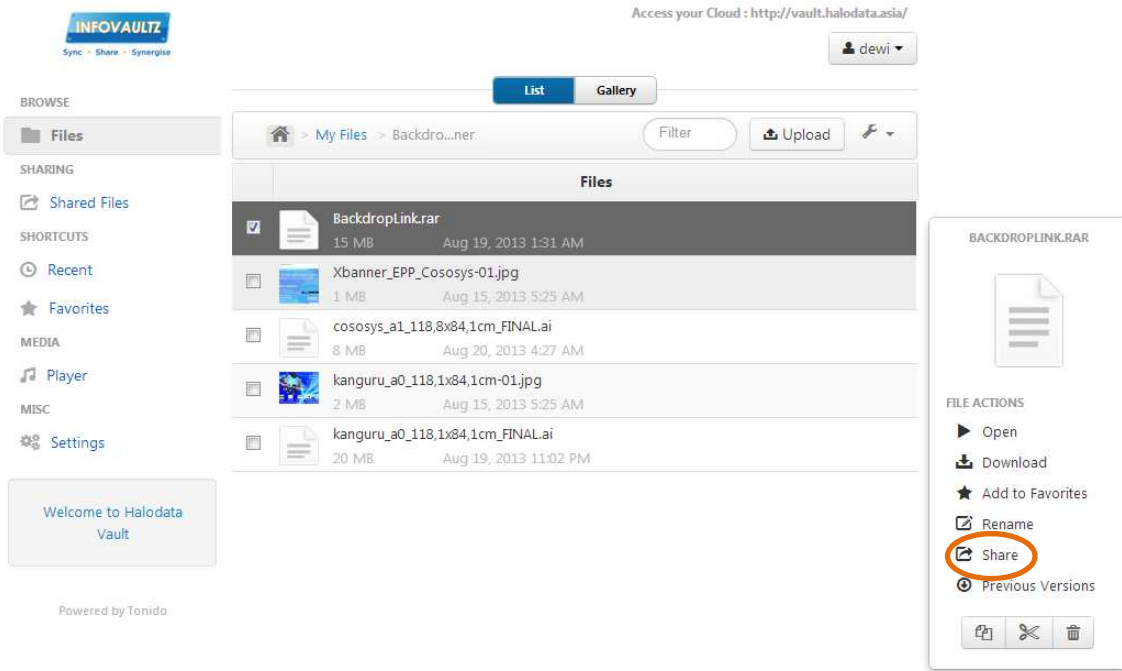 Access your Cloud : http://vault.halodata.asia/
INFOVAULTZ
Sync - Share - Synergise
dewi
List
Gallery
BROWSE
Files
SHARING
Shared Files
SHORTCUTS
Recent
Favorites
MEDIA
Player
MISC
Settings
Welcome to Halodata
Vault
Powered by Tonido
> My Files > Backdro...ner
Filter
Upload
Files
BackdropLink.rar
15 MB Aug 19, 2013 1:31 AM
Xbanner_EPP_Cososys-01.jpg
1 MB Aug 15, 2013 5:25 AM
cososys_a1_118,8x84,1cm_FINAL.ai
8 MB Aug 20, 2013 4:27 AM
kanguru_a0_118,1x84,1cm-01.jpg
2 MB Aug 15, 2013 5:25 AM
kanguru_a0_118,1x84,1cm_FINAL.ai
20 MB Aug 19, 2013 11:02 PM
BACKDROPLINK.RAR
FILE ACTIONS
Open
Download
Add to Favorites
Rename
Share
Previous Versions